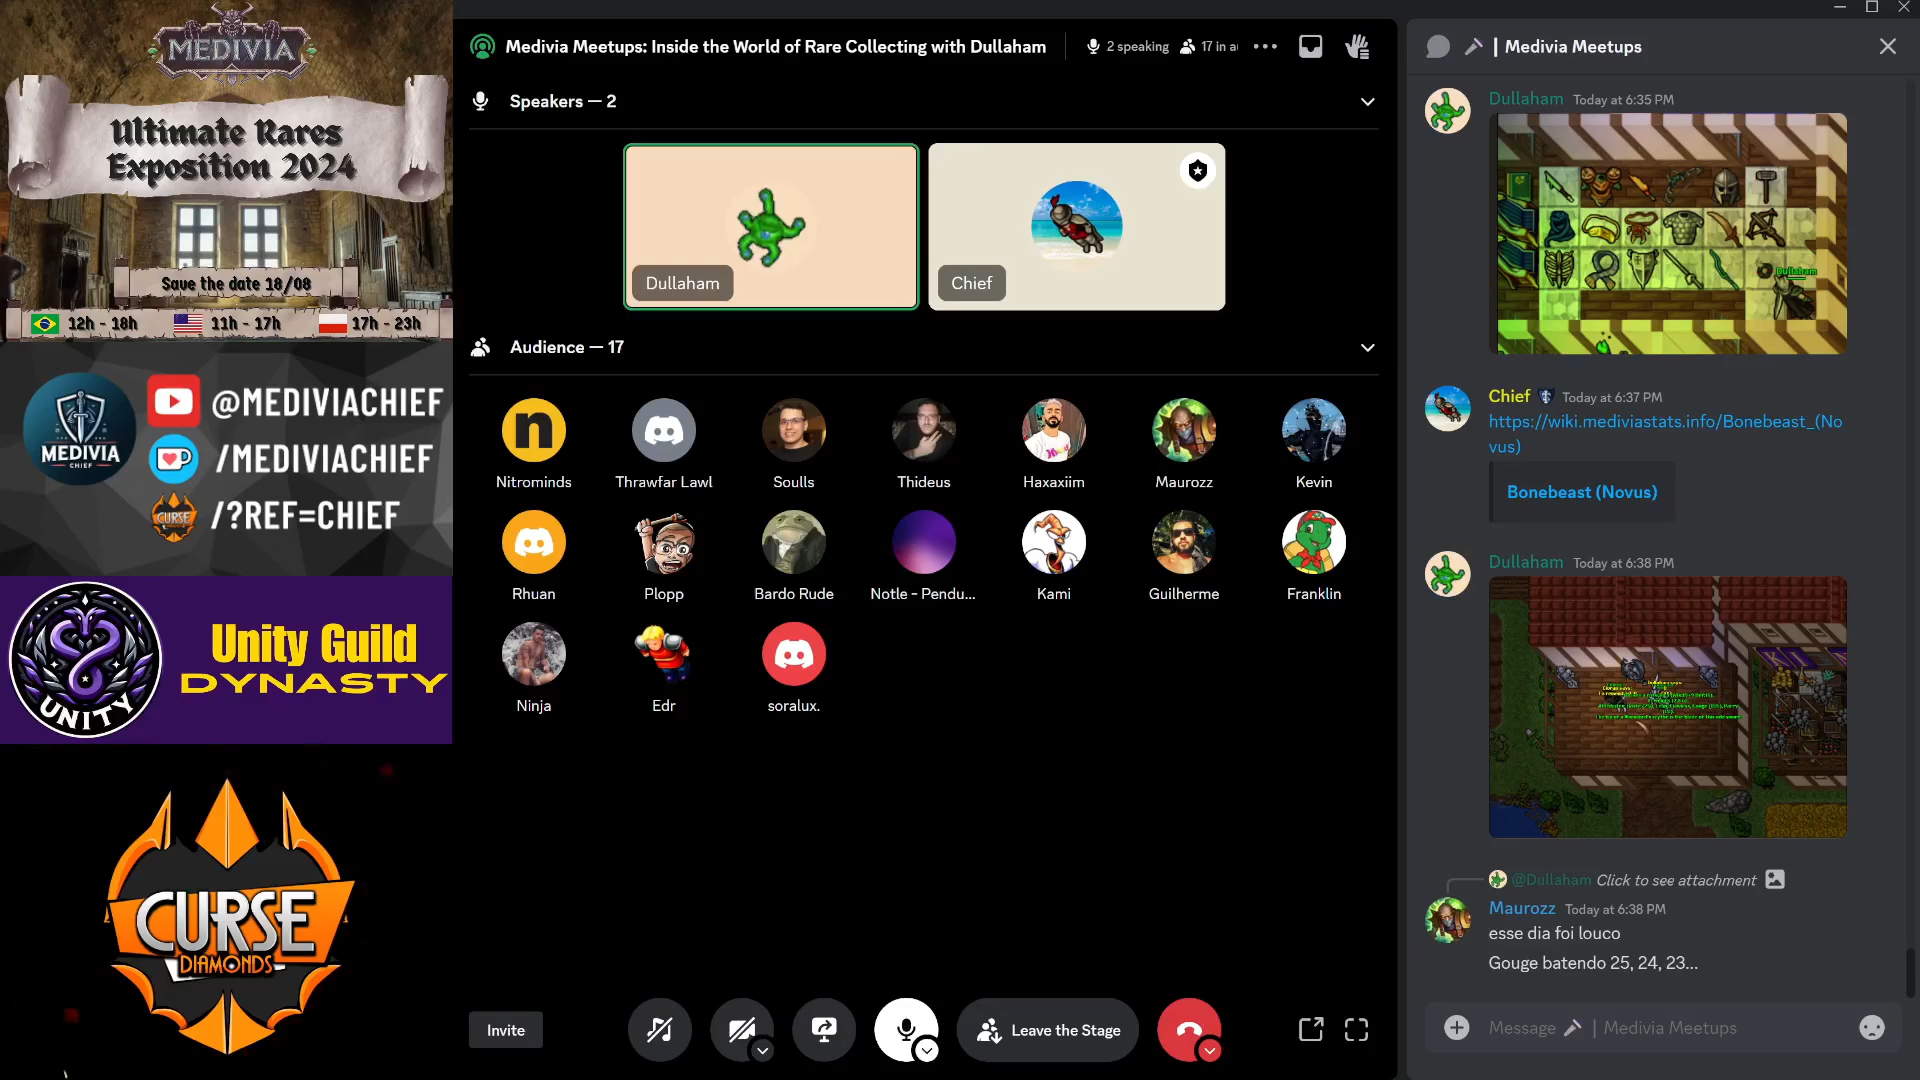 MEDIVIA
Ultimate Rares
Exposition 2024
Save the date 18/08
12h - 18h
11h - 17h
17h - 23h
MEDIVIA
CHIEF
@MEDIVIACHIEF
/MEDIVIACHIEF
CURSE
/?REF=CHIEF
UNITY
Unity Guild
DYNASTY
CURSE
DIAMONDS
Medivia Meetups: Inside the World of Rare Collecting with Dullaham
2 speaking
17 in a
Speakers — 2
Dullaham
Chief
Audience — 17
Nitrominds
Thrawfar Lawl
Soulls
Thideus
Haxaxiim
Maurozz
Kevin
Rhuan
Plopp
Bardo Rude
Notle - Pendu...
Kami
Guilherme
Franklin
Ninja
Edr
soralux.
Invite
Leave the Stage
| Medivia Meetups
Dullaham Today at 6:35 PM
Dullaham
Chief Today at 6:37 PM
https://wiki.mediviastats.info/Bonebeast_(No
vus)
Bonebeast (Novus)
Dullaham Today at 6:38 PM
@Dullaham Click to see attachment
Maurozz Today at 6:38 PM
esse dia foi louco
Gouge batendo 25, 24, 23...
Message | Medivia Meetups